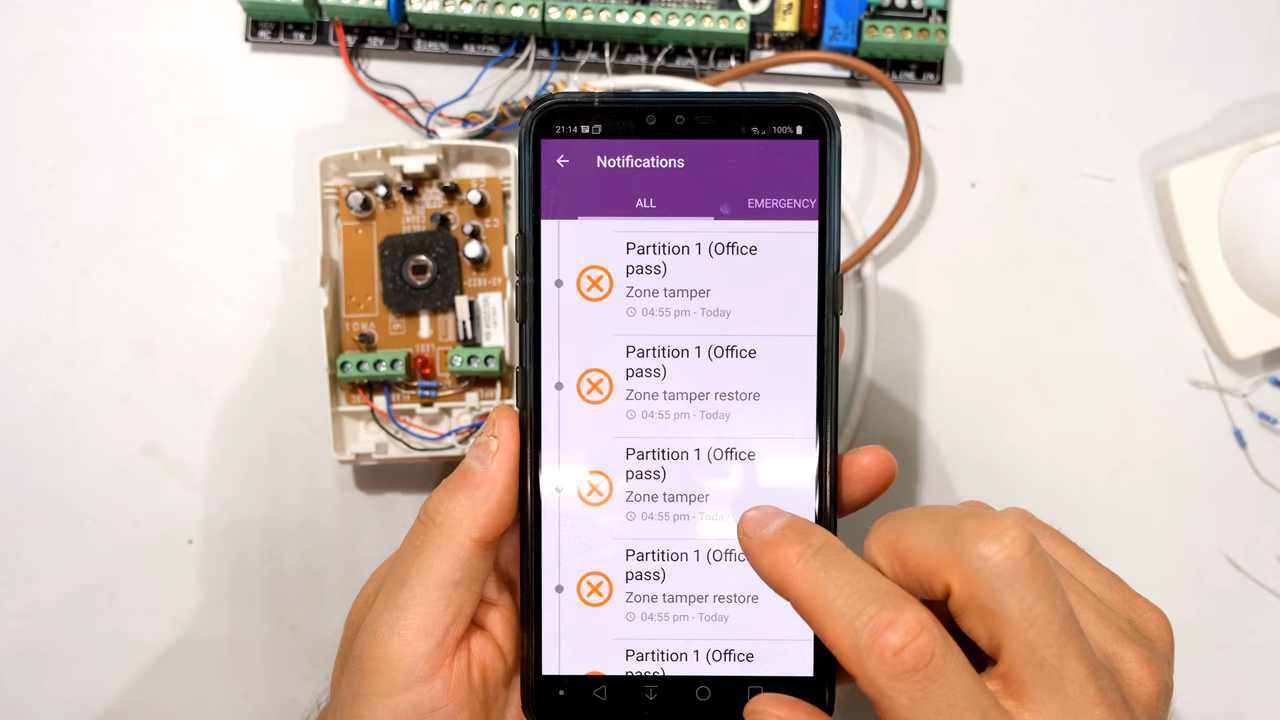 21:14
100%
Notifications
ALL
EMERGENCY
Partition 1 (Office
pass)
Zone tamper
04:55 pm - Today
Partition 1 (Office
pass)
Zone tamper restore
04:55 pm - Today
Partition 1 (Office
pass)
Zone tamper
04:55 pm - Today
Partition 1 (Office
pass)
Zone tamper restore
04:55 pm - Today
Partition 1 (Office
pass)